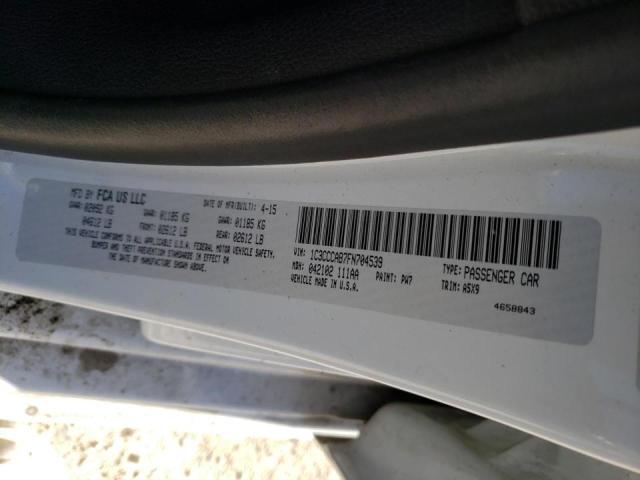 MFD BY FCA US LLC DATE OF MFR(BUILT): 4-15
GVWR: 02092 KG GAWR: 01185 KG GAWR: 01185 KG
04612 LB FRONT: 02612 LB REAR: 02612 LB
THIS VEHICLE CONFORMS TO ALL APPLICABLE U.S.A. FEDERAL MOTOR VEHICLE SAFETY,
BUMPER AND THEFT PREVENTION STANDARDS IN EFFECT
ON THE DATE OF MANUFACTURE SHOWN ABOVE.
VIN: 1C3CCCAB7FN704539 TYPE: PASSENGER CAR
MDH: 042102 111AA PAINT: PW7 TRIM: A5X9
VEHICLE MADE IN U.S.A.
4658843